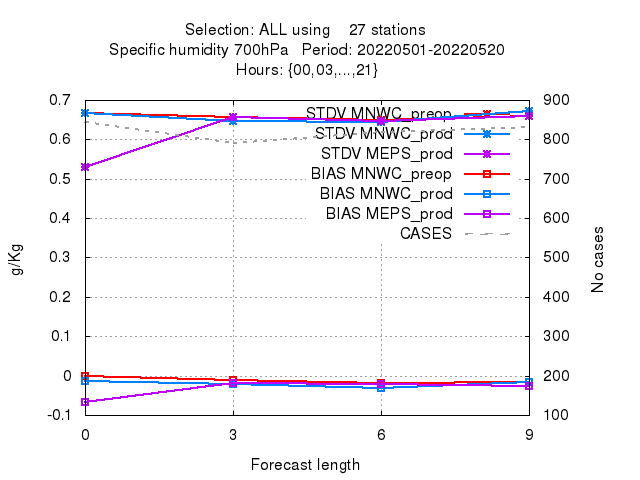 Selection: ALL using    27 stations
Specific humidity 700hPa   Period: 20220501-20220520
Hours: {00,03,...,21}
0.7
0.6
0.5
0.4
0.3
0.2
0.1
0
-0.1
900
800
700
600
500
400
300
200
100
STDV MNWC_preop
STDV MNWC_prod
STDV MEPS_prod
BIAS MNWC_preop
BIAS MNWC_prod
BIAS MEPS_prod
CASES
g/Kg
No cases
0 3 6 9
Forecast length